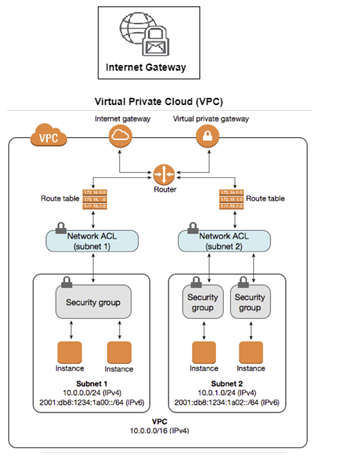 Internet Gateway
Virtual Private Cloud (VPC)
Internet gateway
Virtual private gateway
VPC
Router
Route table
Route table
Network ACL
(subnet 1)
Network ACL
(subnet 2)
Security group
Security
group
Security
group
Instance
Instance
Instance
Instance
Subnet 1
10.0.0.0/24 (IPv4)
2001:db8:1234:1a00::/64 (IPv6)
Subnet 2
10.0.1.0/24 (IPv4)
2001:db8:1234:1a02::/64 (IPv6)
VPC
10.0.0.0/16 (IPv4)